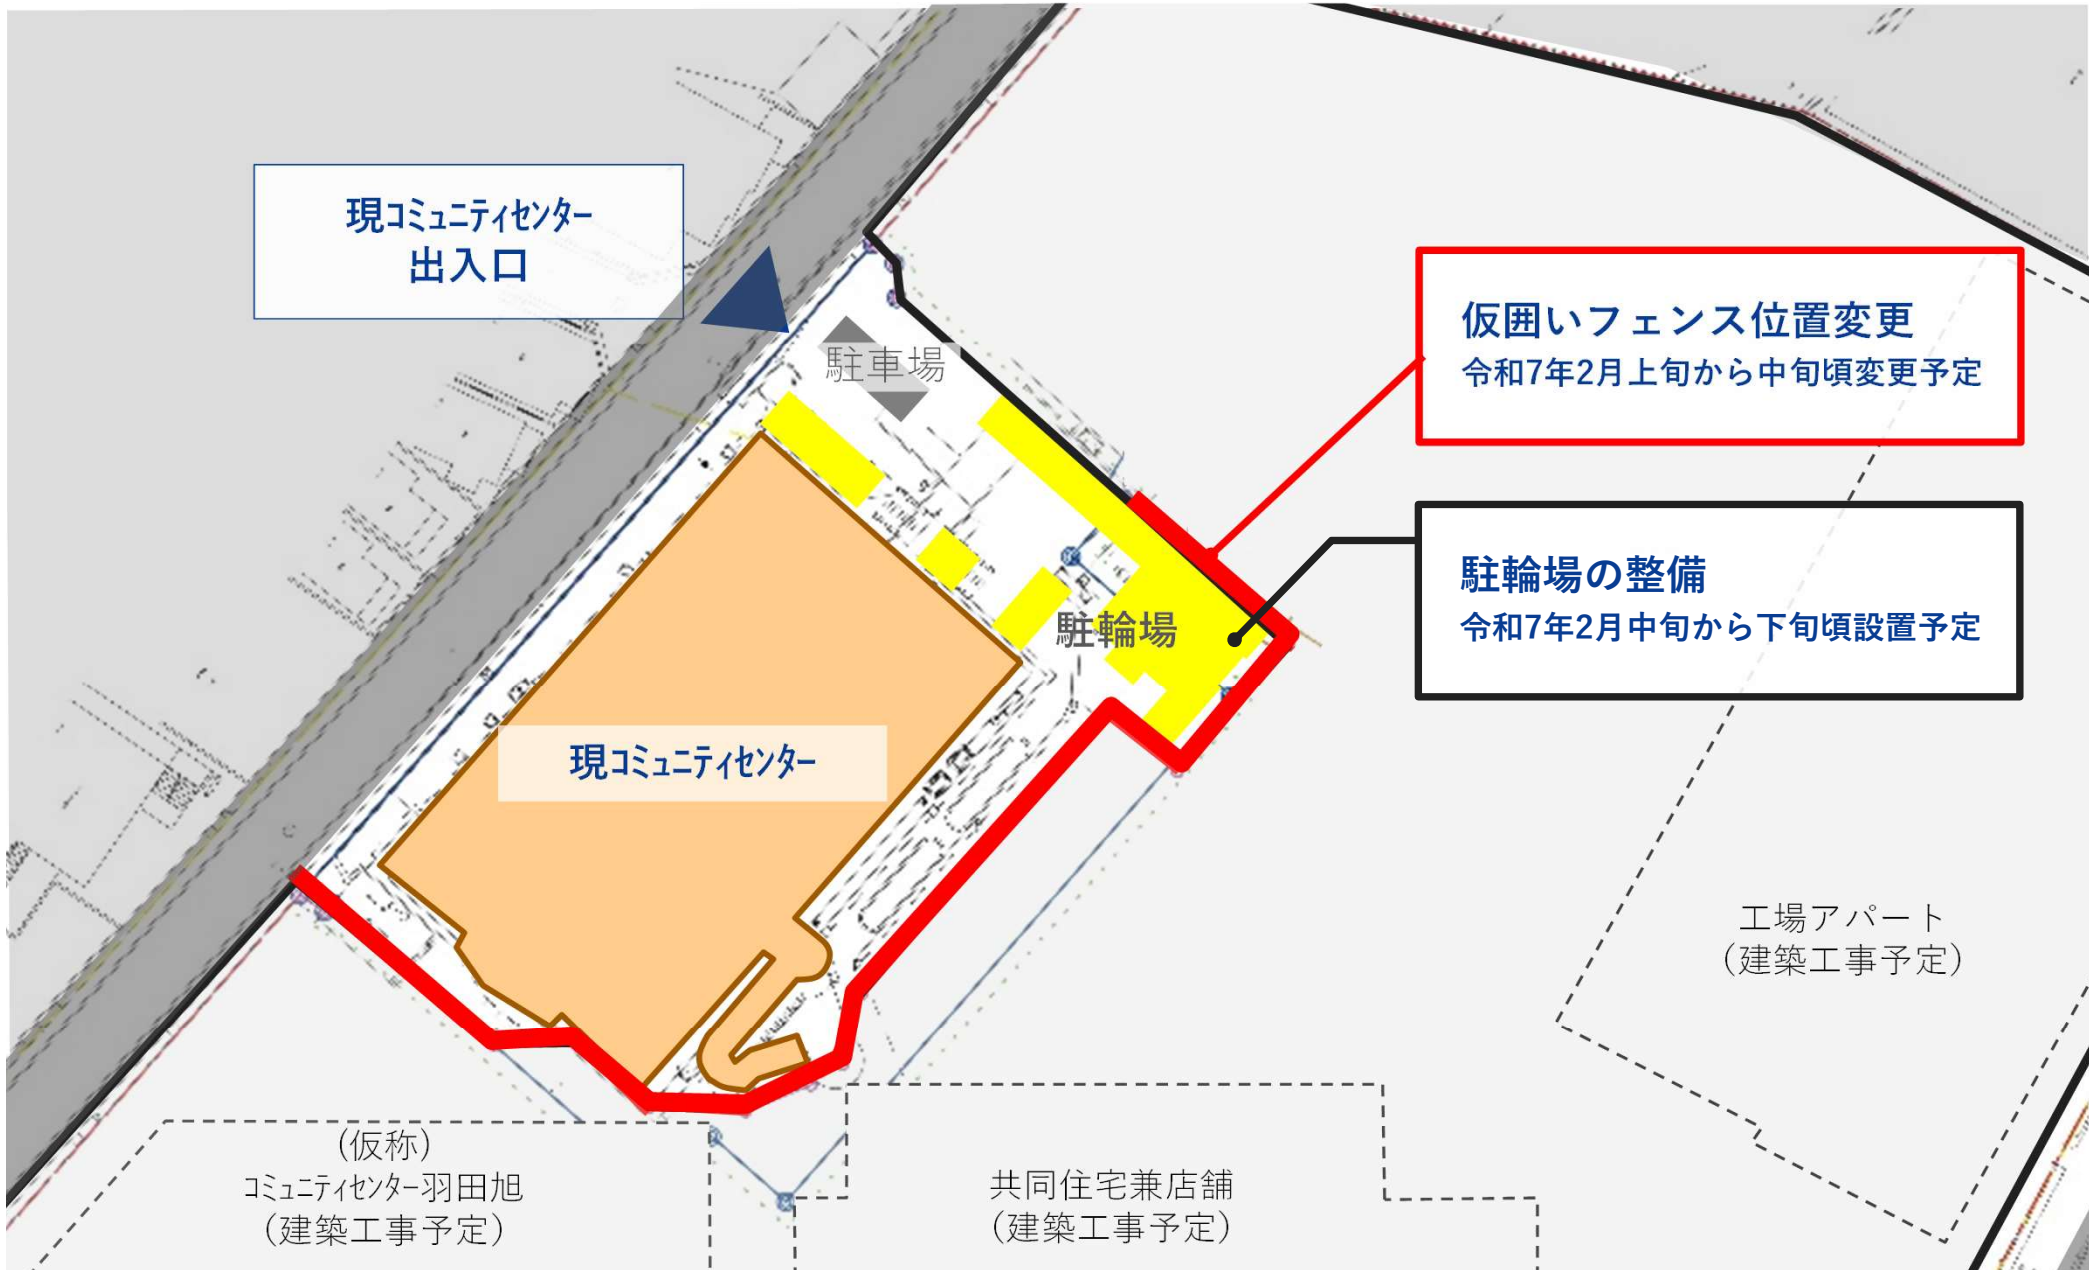 現コミュニティセンター
出入口
駐車場
仮囲いフェンス位置変更
令和7年2月上旬から中旬頃変更予定
駐輪場の整備
令和7年2月中旬から下旬頃設置予定
駐輪場
現コミュニティセンター
工場アパート
（建築工事予定）
（仮称）
コミュニティセンター羽田旭
（建築工事予定）
共同住宅兼店舗
（建築工事予定）